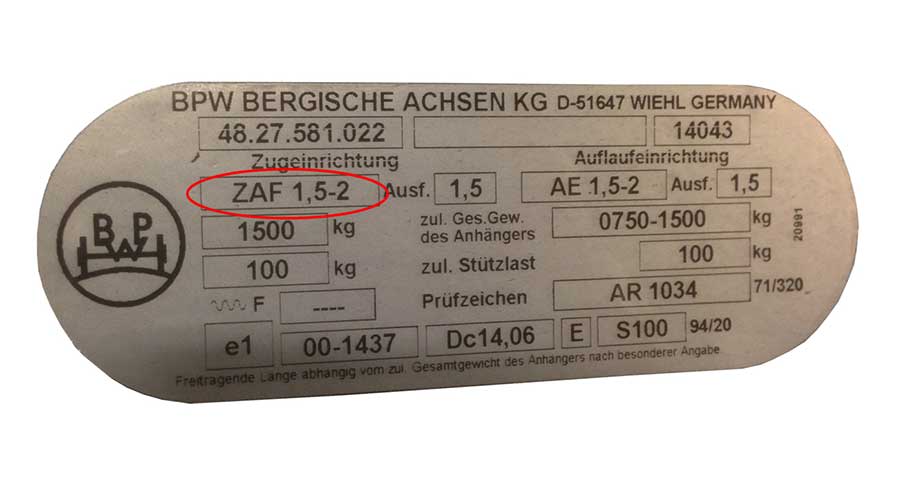 BPW BERGISCHE ACHSEN KG D-51647 WIEHL GERMANY
48.27.581.022 14043
Zugeinrichtung Auflaufeinrichtung
ZAF 1,5-2 Ausf. 1,5 AE 1,5-2 Ausf. 1,5
1500 kg zul. Ges.Gew. des Anhängers 0750-1500 kg
100 kg zul. Stützlast 100 kg
F ---- Prüfzeichen AR 1034 71/320
e1 00-1437 Dc14,06 E S100 94/20
Freitragende Länge abhängig vom zul. Gesamtgewicht des Anhängers nach besonderer Angabe.
BPW
20991